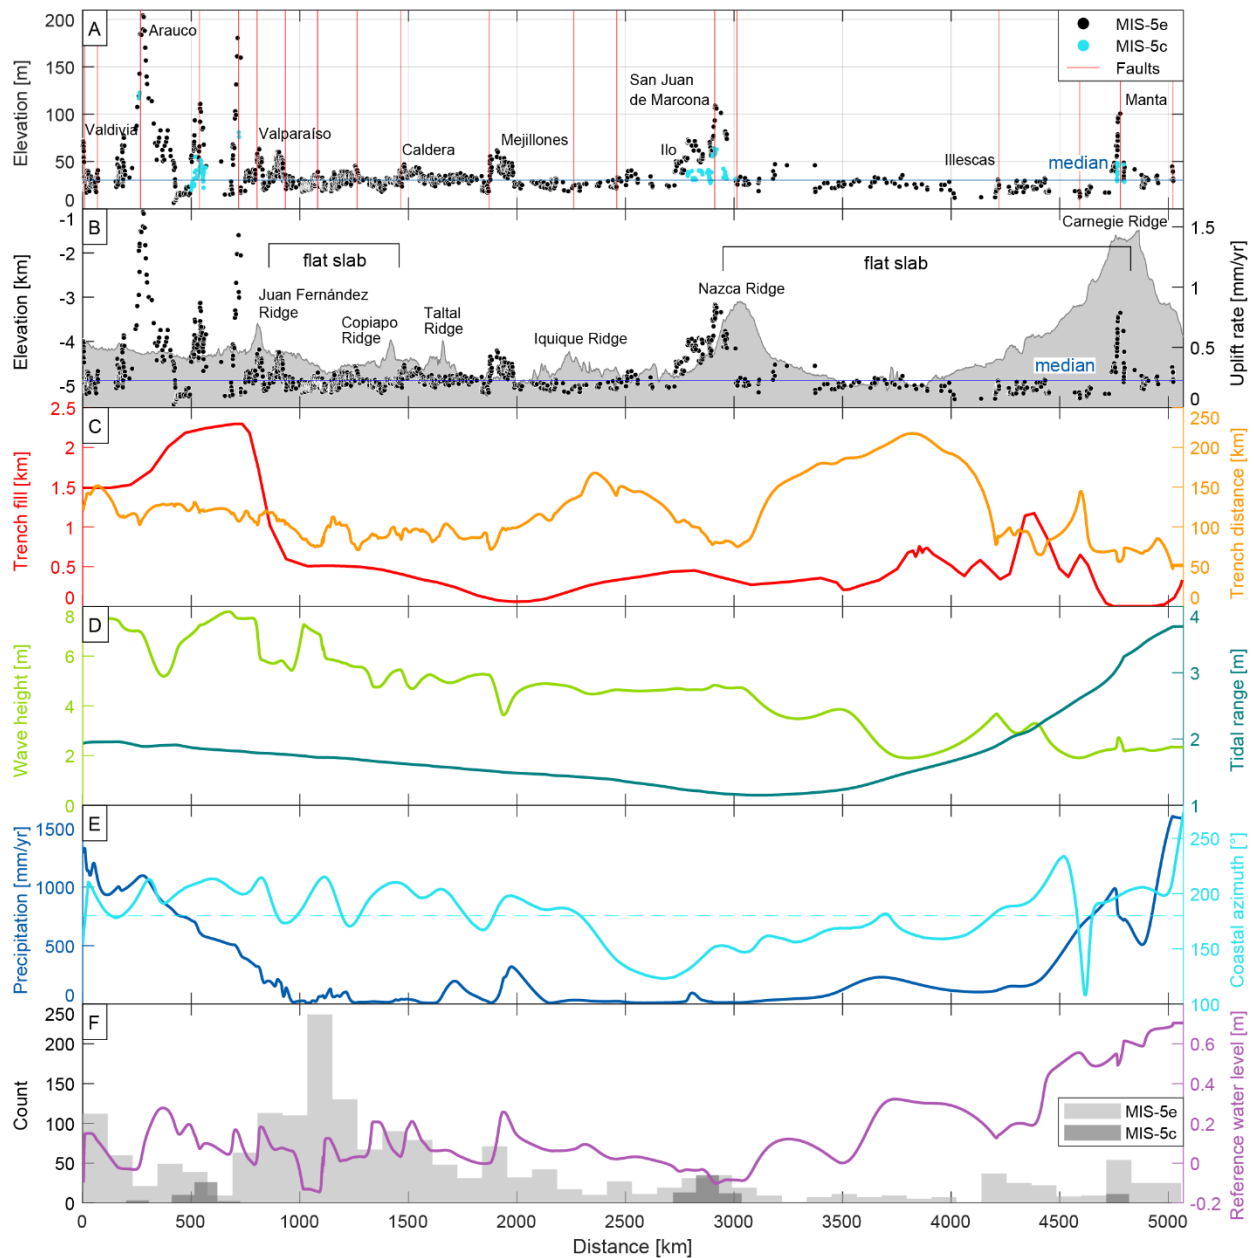 A
Elevation [m]
200
150
100
50
0
Arauco
Valdivia
Valparaíso
Caldera
Mejillones
San Juan
de Marcona
Ilo
Illescas
median
Manta
MIS-5e
MIS-5c
Faults
B
Elevation [km]
-1
-2
-3
-4
-5
flat slab
flat slab
Juan Fernández
Ridge
Copiapo
Ridge
Taltal
Ridge
Iquique Ridge
Nazca Ridge
Carnegie Ridge
median
1.5
1
0.5
0
Uplift rate [mm/yr]
C
Trench fill [km]
2.5
2
1.5
1
0.5
0
250
200
150
100
50
0
Trench distance [km]
D
Wave height [m]
8
6
4
2
0
4
3
2
1
Tidal range [m]
E
Precipitation [mm/yr]
1500
1000
500
0
250
200
150
100
Coastal azimuth [°]
F
Count
250
200
150
100
50
0
MIS-5e
MIS-5c
0.6
0.4
0.2
0
-0.2
Reference water level [m]
0 500 1000 1500 2000 2500 3000 3500 4000 4500 5000
Distance [km]